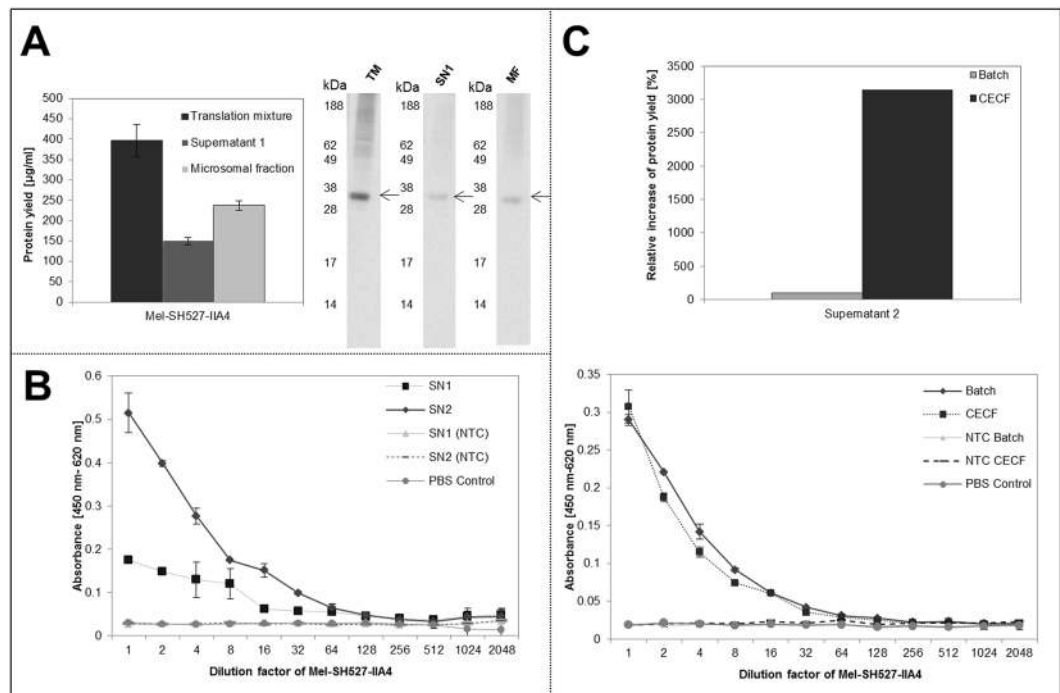 A
500
450
400
350
300
250
200
150
100
50
0
Protein yield [µg/ml]
Translation mixture
Supernatant 1
Microsomal fraction
Mel-SH527-IIA4
kDa
TM
188
62
49
38
28
17
14
kDa
SN1
188
62
49
38
28
17
14
kDa
MF
188
62
49
38
28
17
14
C
3500
3000
2500
2000
1500
1000
500
0
Relative increase of protein yield [%]
Batch
CECF
Supernatant 2
B
0.6
0.5
0.4
0.3
0.2
0.1
0
Absorbance [450 nm- 620 nm]
SN1
SN2
SN1 (NTC)
SN2 (NTC)
PBS Control
1 2 4 8 16 32 64 128 256 512 1024 2048
Dilution factor of Mel-SH527-IIA4
0.35
0.3
0.25
0.2
0.15
0.1
0.05
0
Absorbance [450 nm-620 nm]
Batch
CECF
NTC Batch
NTC CECF
PBS Control
1 2 4 8 16 32 64 128 256 512 1024 2048
Dilution factor of Mel-SH527-IIA4